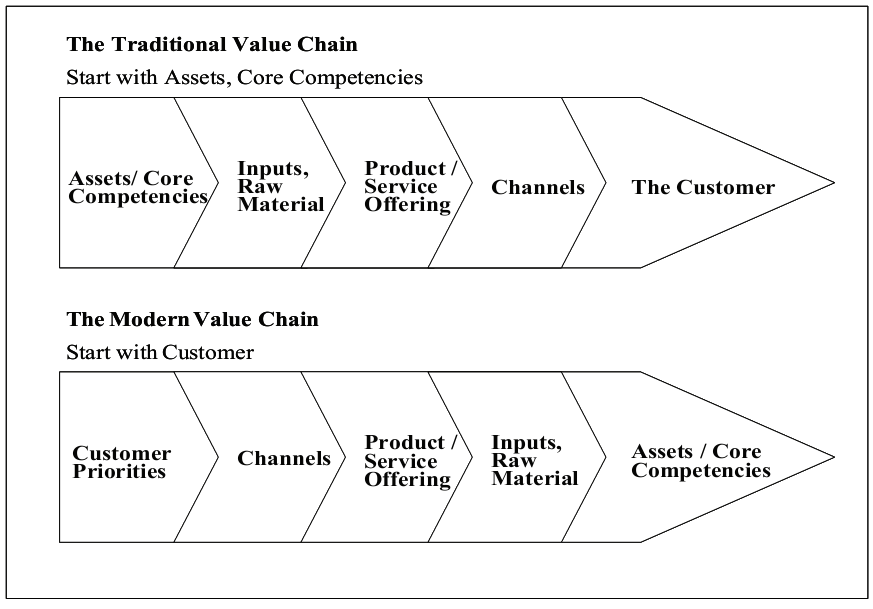 The Traditional Value Chain
Start with Assets, Core Competencies
Assets/ Core
Competencies
Inputs,
Raw
Material
Product /
Service
Offering
Channels
The Customer
The Modern Value Chain
Start with Customer
Customer
Priorities
Channels
Product /
Service
Offering
Inputs,
Raw
Material
Assets / Core
Competencies